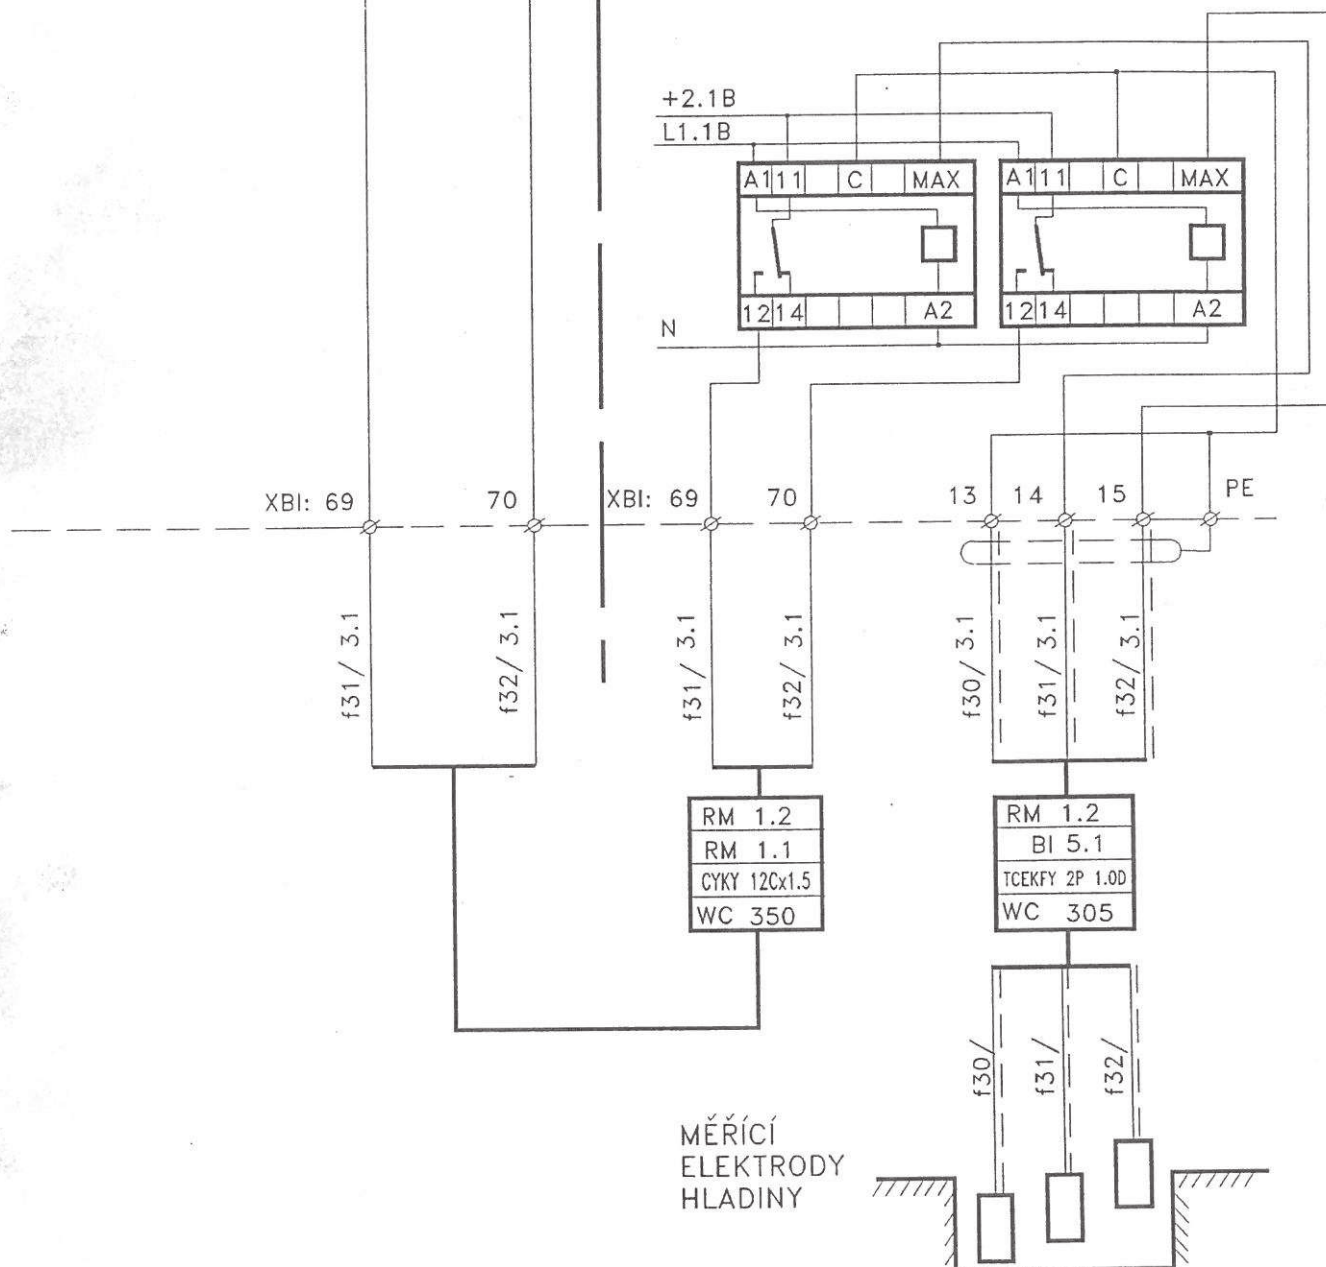 +2.1B
L1.1B
A1 11 C MAX
A1 11 C MAX
12 14 A2
12 14 A2
N
XBI: 69
70
XBI: 69
70
13
14
15
PE
f31/ 3.1
f32/ 3.1
f31/ 3.1
f32/ 3.1
f30/ 3.1
f31/ 3.1
f32/ 3.1
RM 1.2
RM 1.1
CYKY 12Cx1.5
WC 350
RM 1.2
BI 5.1
TCEKFY 2P 1.0D
WC 305
f30/
f31/
f32/
MĚŘÍCÍ
ELEKTRODY
HLADINY